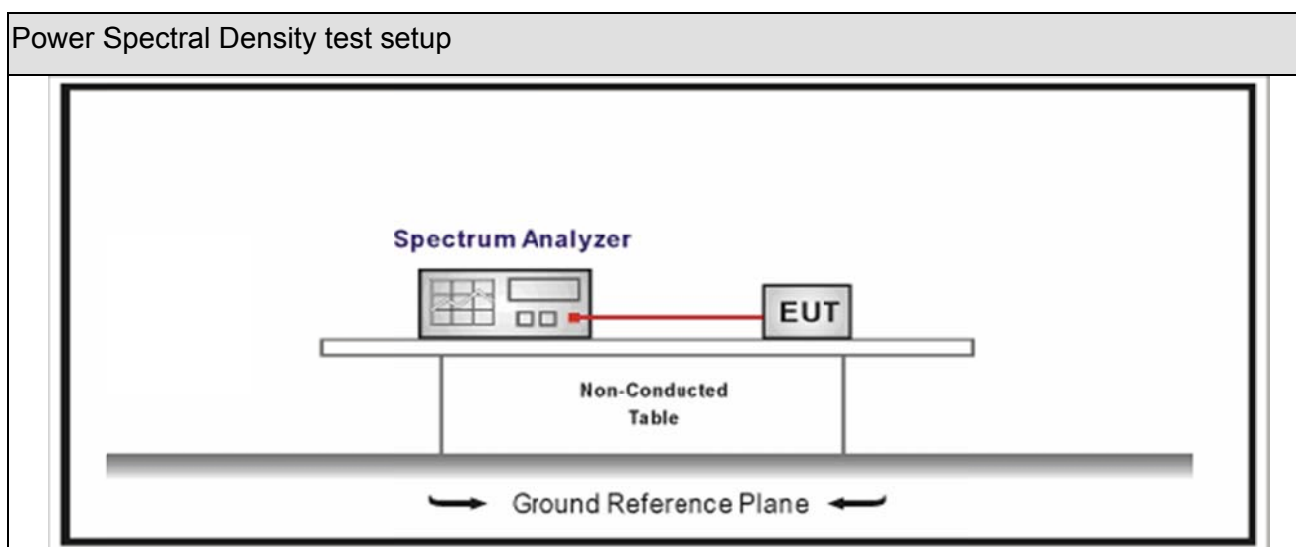 Power Spectral Density test setup
Spectrum Analyzer
EUT
Non-Conducted
Table
Ground Reference Plane